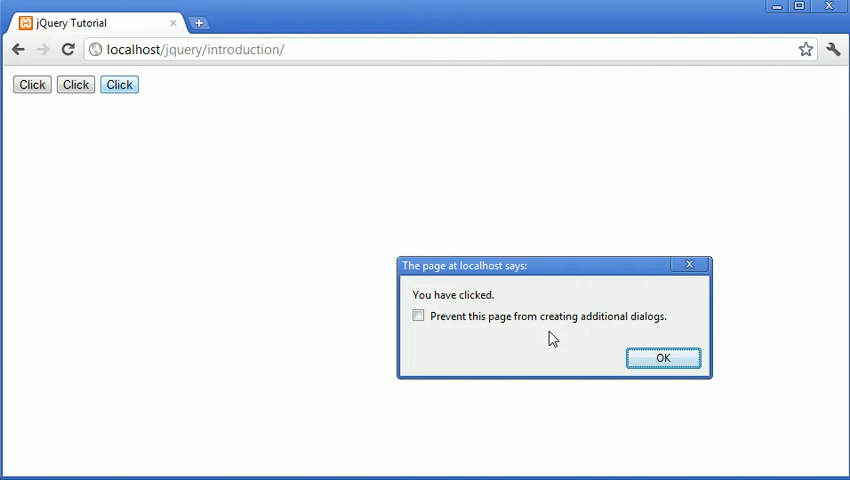 jQuery Tutorial
localhost/jquery/introduction/
Click Click Click
The page at localhost says:
You have clicked.
Prevent this page from creating additional dialogs.
OK